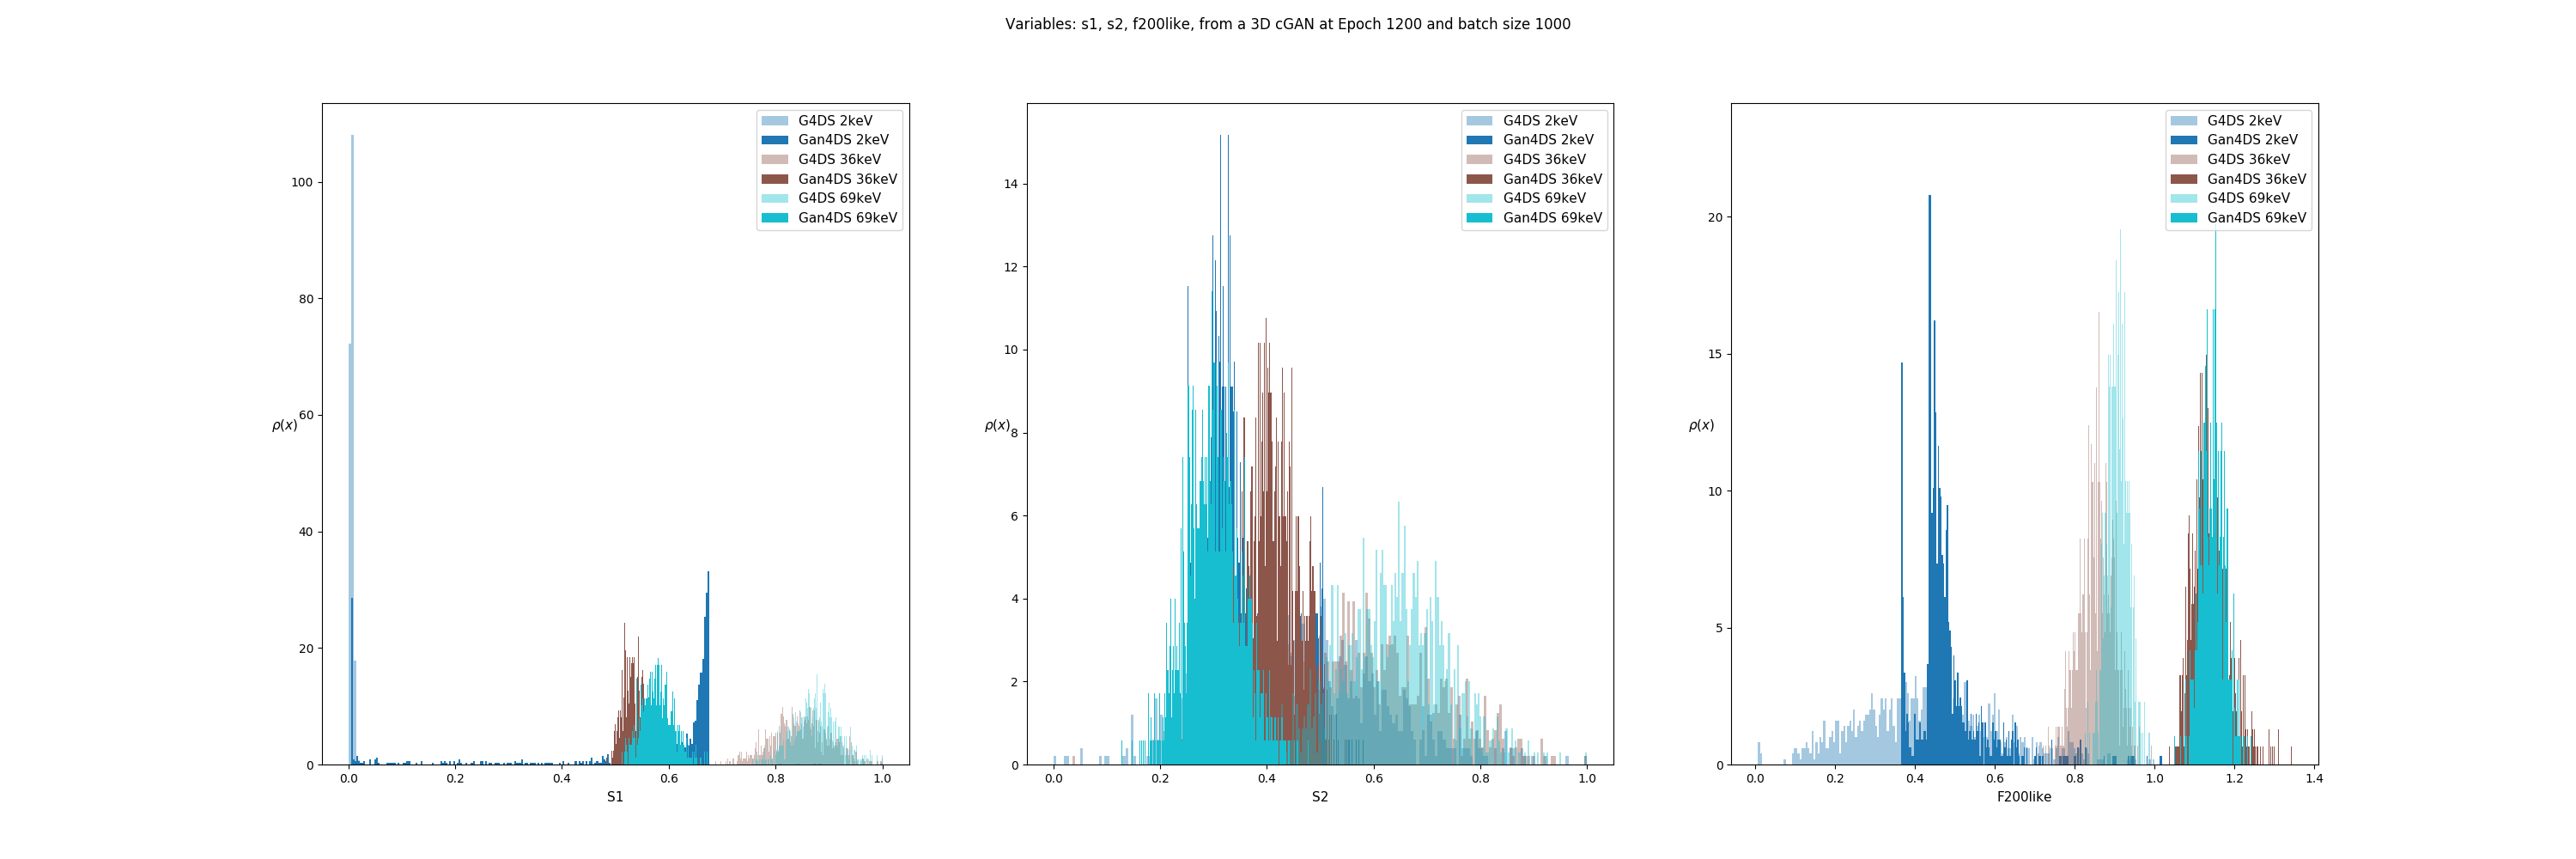 Variables: s1, s2, f200like, from a 3D cGAN at Epoch 1200 and batch size 1000
G4DS 2keV
Gan4DS 2keV
G4DS 36keV
Gan4DS 36keV
G4DS 69keV
Gan4DS 69keV
100
80
60
40
20
0
ρ(x)
0.0 0.2 0.4 0.6 0.8 1.0
S1
G4DS 2keV
Gan4DS 2keV
G4DS 36keV
Gan4DS 36keV
G4DS 69keV
Gan4DS 69keV
14
12
10
8
6
4
2
0
ρ(x)
0.0 0.2 0.4 0.6 0.8 1.0
S2
G4DS 2keV
Gan4DS 2keV
G4DS 36keV
Gan4DS 36keV
G4DS 69keV
Gan4DS 69keV
20
15
10
5
0
ρ(x)
0.0 0.2 0.4 0.6 0.8 1.0 1.2 1.4
F200like